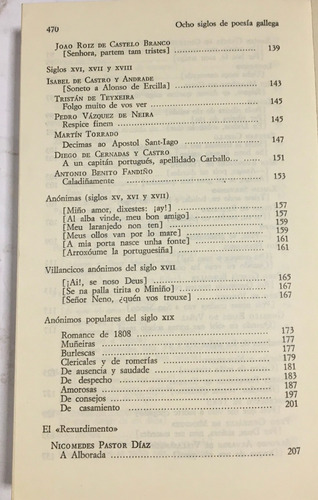 470 Ocho siglos de poesía gallega
JOAO ROIZ DE CASTELO BRANCO
[Senhora, partem tam tristes] 139
Siglos XVI, XVII y XVIII
ISABEL DE CASTRO Y ANDRADE
[Soneto a Alonso de Ercilla] 143
TRISTÁN DE TEYXEIRA
Folgo muito de vos ver 145
PEDRO VÁZQUEZ DE NEIRA
Respice finem 145
MARTÍN TORRADO
Decimas ao Apostol Sant-Iago 147
DIEGO DE CERNADAS Y CASTRO
A un capitán portugués, apellidado Carballo... 151
ANTONIO BENITO FANDIÑO
Caladiñamente 153
Anónimas (siglos XV, XVI y XVII)
[Miño amor, dixestes: ¡ay!] 157
[Al alba vinde, meu bon amigo] 157
[Meu laranjedo non ten] 159
[Meus ollos van por lo mare] 159
[A mia porta nasce unha fonte] 161
[Arroxóume la portuguesiña] 161
Villancicos anónimos del siglo XVII
[¡Ai!, se noso Deus] 165
[Se na palla tirita o Miniño] 167
[Señor Neno, ¿quén vos trouxe] 167
Anónimos populares del siglo XIX
Romance de 1808 173
Muñeiras 177
Burlescas 177
Clericales y de romerías 179
De ausencia y saudade 181
De despecho 183
Amorosas 187
De consejos 197
De casamiento 201
El «Rexurdimento»
NICOMEDES PASTOR DÍAZ
A Alborada 207